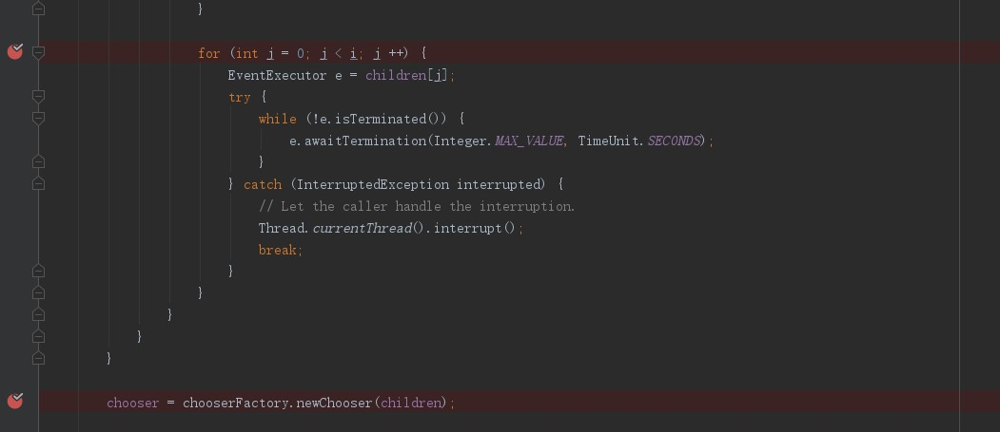 }
for (int j = 0; j < i; j ++) {
EventExecutor e = children[j];
try {
while (!e.isTerminated()) {
e.awaitTermination(Integer.MAX_VALUE, TimeUnit.SECONDS);
}
} catch (InterruptedException interrupted) {
// Let the caller handle the interruption.
Thread.currentThread().interrupt();
break;
}
}
}
}
}
chooser = chooserFactory.newChooser(children);